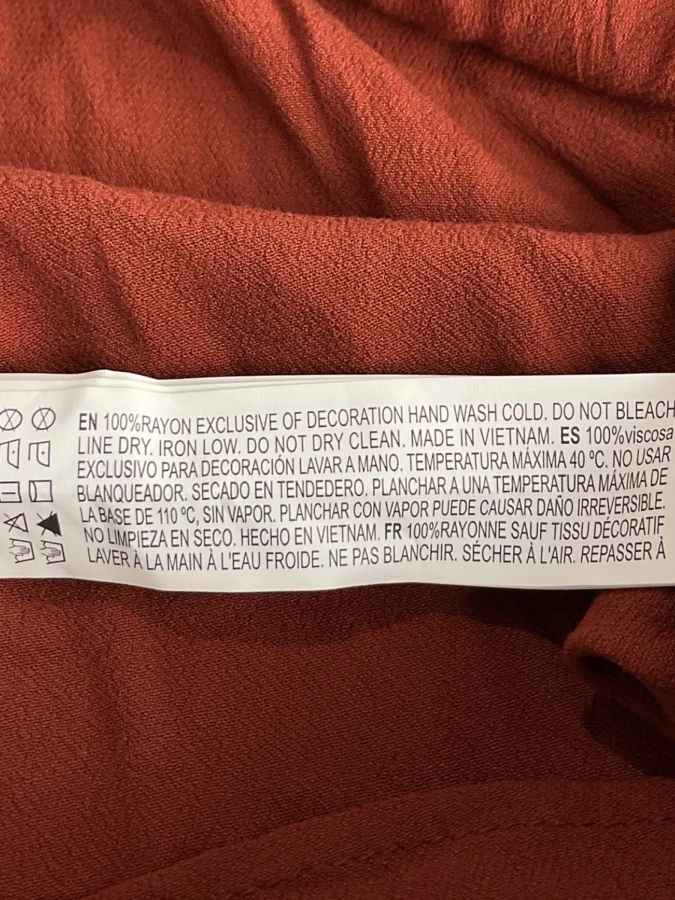 EN 100%RAYON EXCLUSIVE OF DECORATION HAND WASH COLD. DO NOT BLEACH
LINE DRY. IRON LOW. DO NOT DRY CLEAN. MADE IN VIETNAM. ES 100%viscosa
EXCLUSIVO PARA DECORACIÓN LAVAR A MANO. TEMPERATURA MÁXIMA 40 ºC. NO USAR
BLANQUEADOR. SECADO EN TENDEDERO. PLANCHAR A UNA TEMPERATURA MÁXIMA DE
LA BASE DE 110 ºC, SIN VAPOR. PLANCHAR CON VAPOR PUEDE CAUSAR DAÑO IRREVERSIBLE.
NO LIMPIEZA EN SECO. HECHO EN VIETNAM. FR 100%RAYONNE SAUF TISSU DÉCORATIF
LAVER À LA MAIN À L'EAU FROIDE. NE PAS BLANCHIR. SÉCHER À L'AIR. REPASSER À